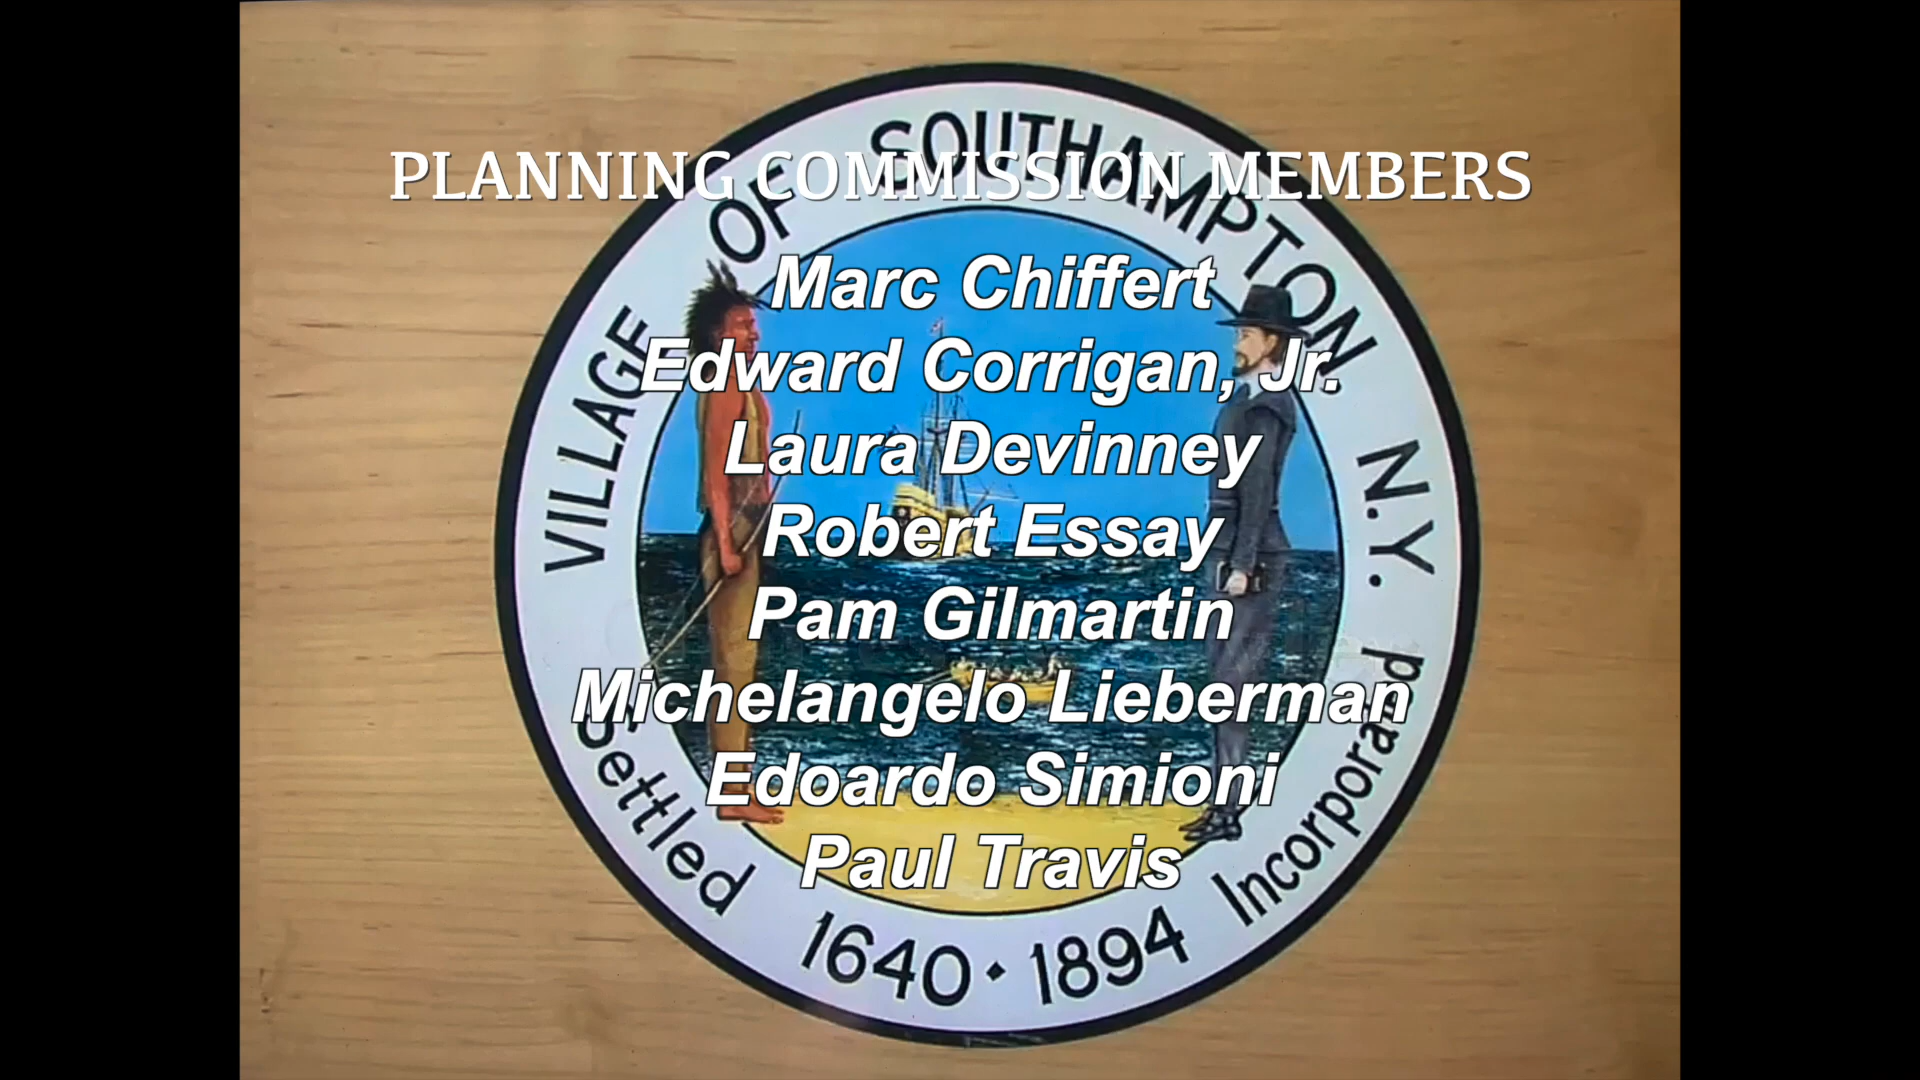 PLANNING COMMISSION MEMBERS
Marc Chiffert
Edward Corrigan, Jr.
Laura Devinney
Robert Essay
Pam Gilmartin
Michelangelo Lieberman
Edoardo Simioni
Paul Travis
VILLAGE OF SOUTHAMPTON N.Y.
Settled 1640 • 1894 Incorporated